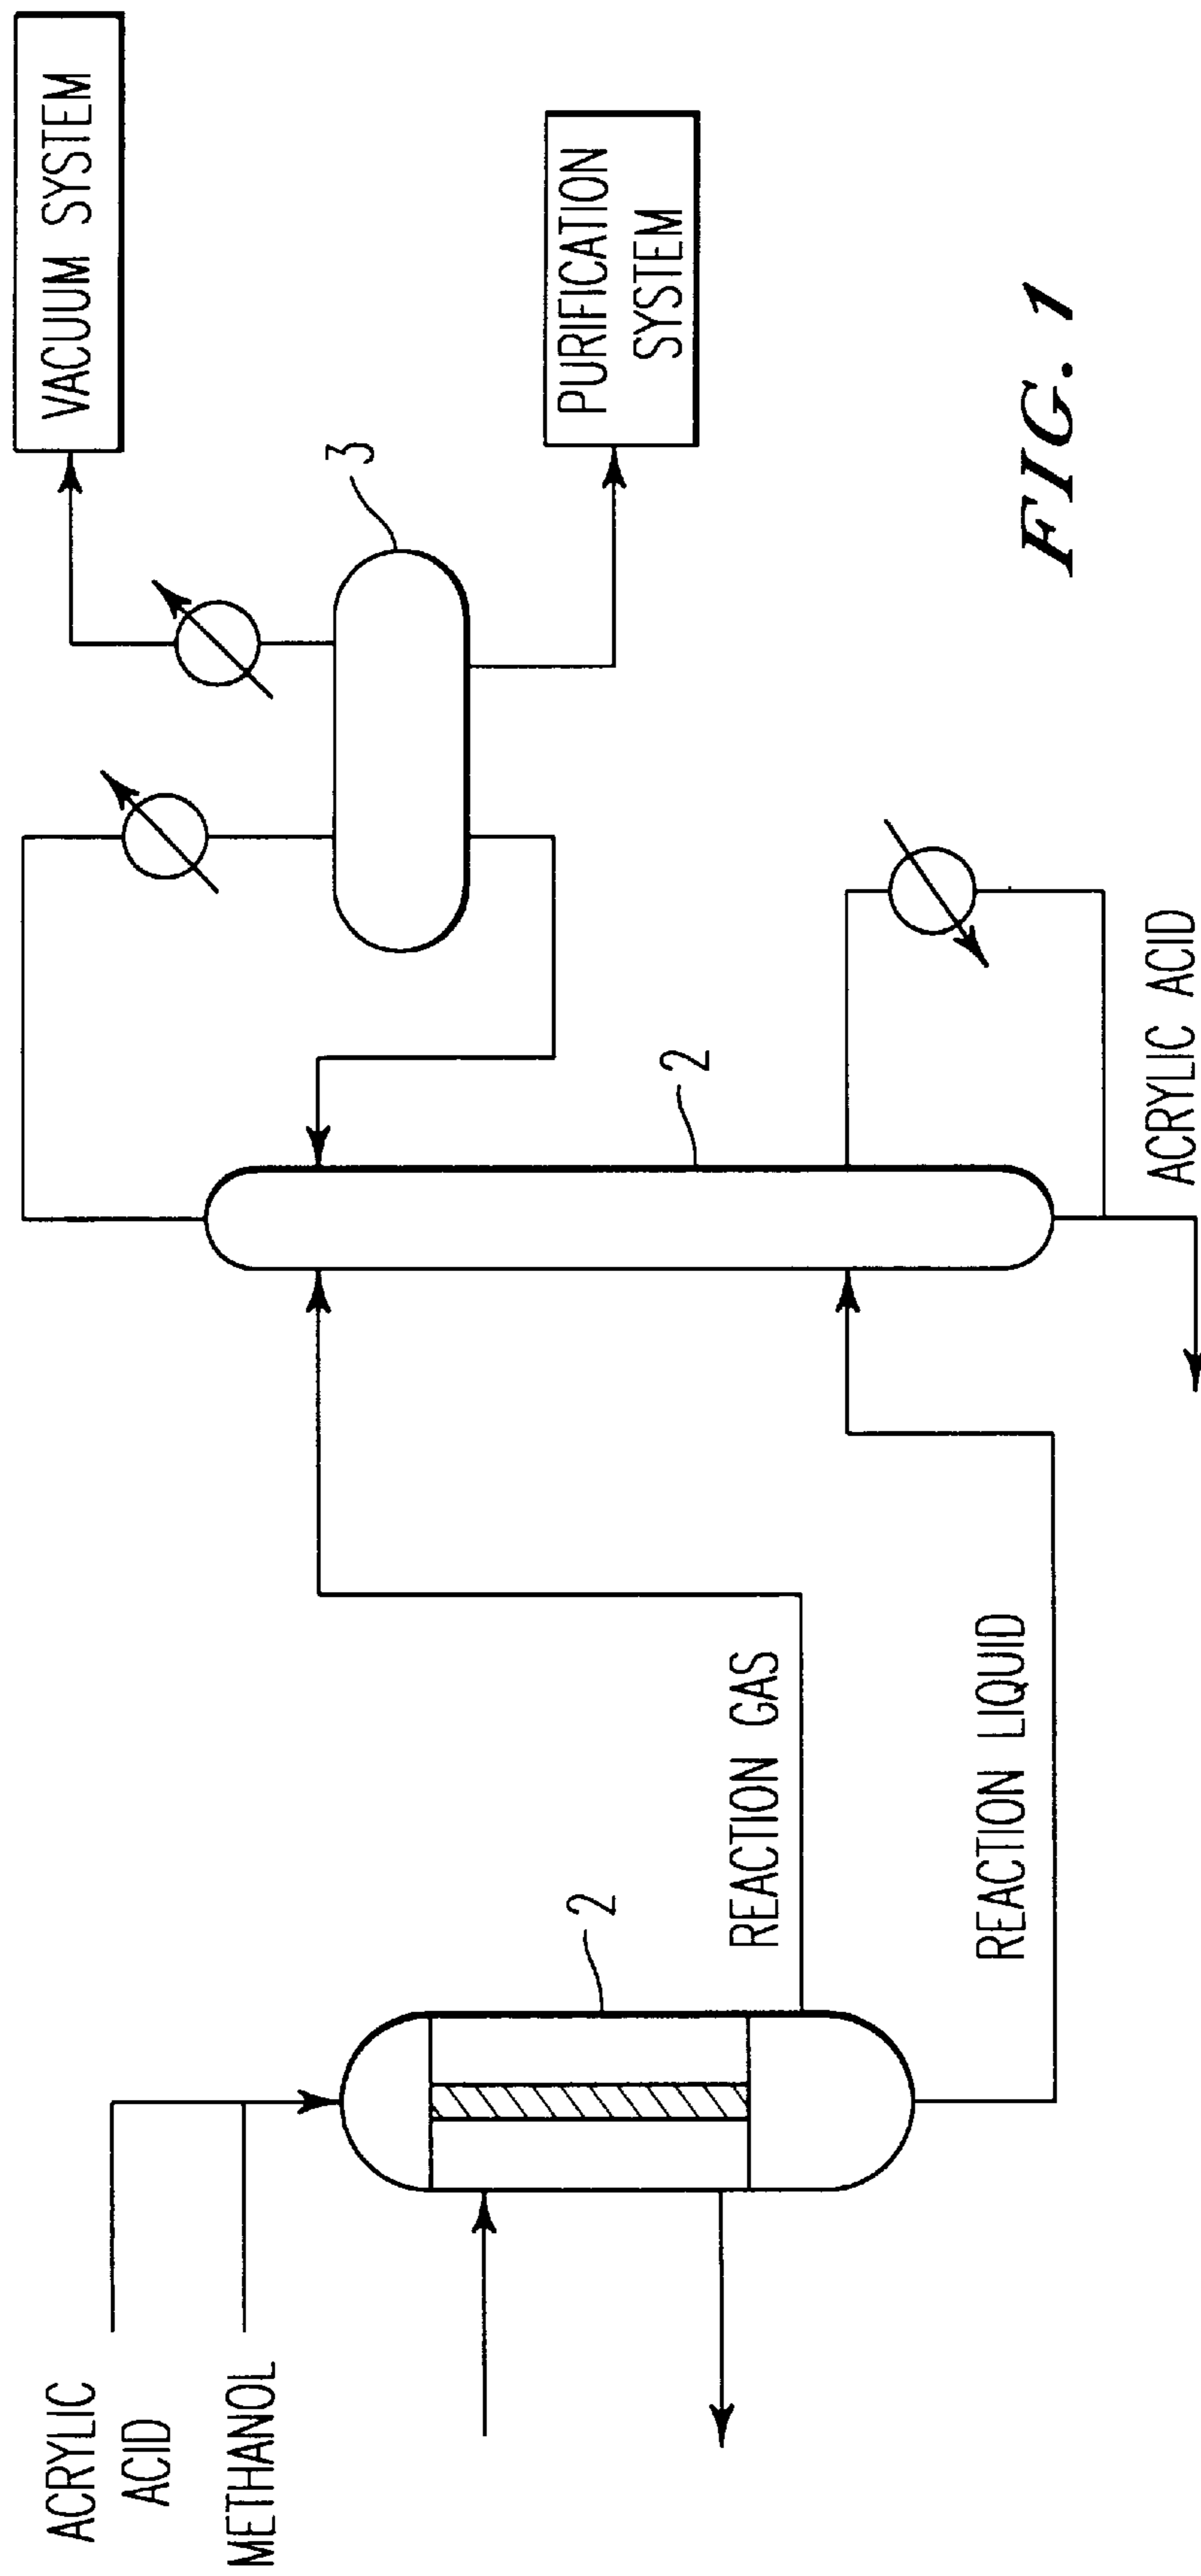 ACRYLIC
ACID
METHANOL
2
REACTION GAS
REACTION LIQUID
2
ACRYLIC ACID
3
VACUUM SYSTEM
PURIFICATION
SYSTEM
FIG. 1